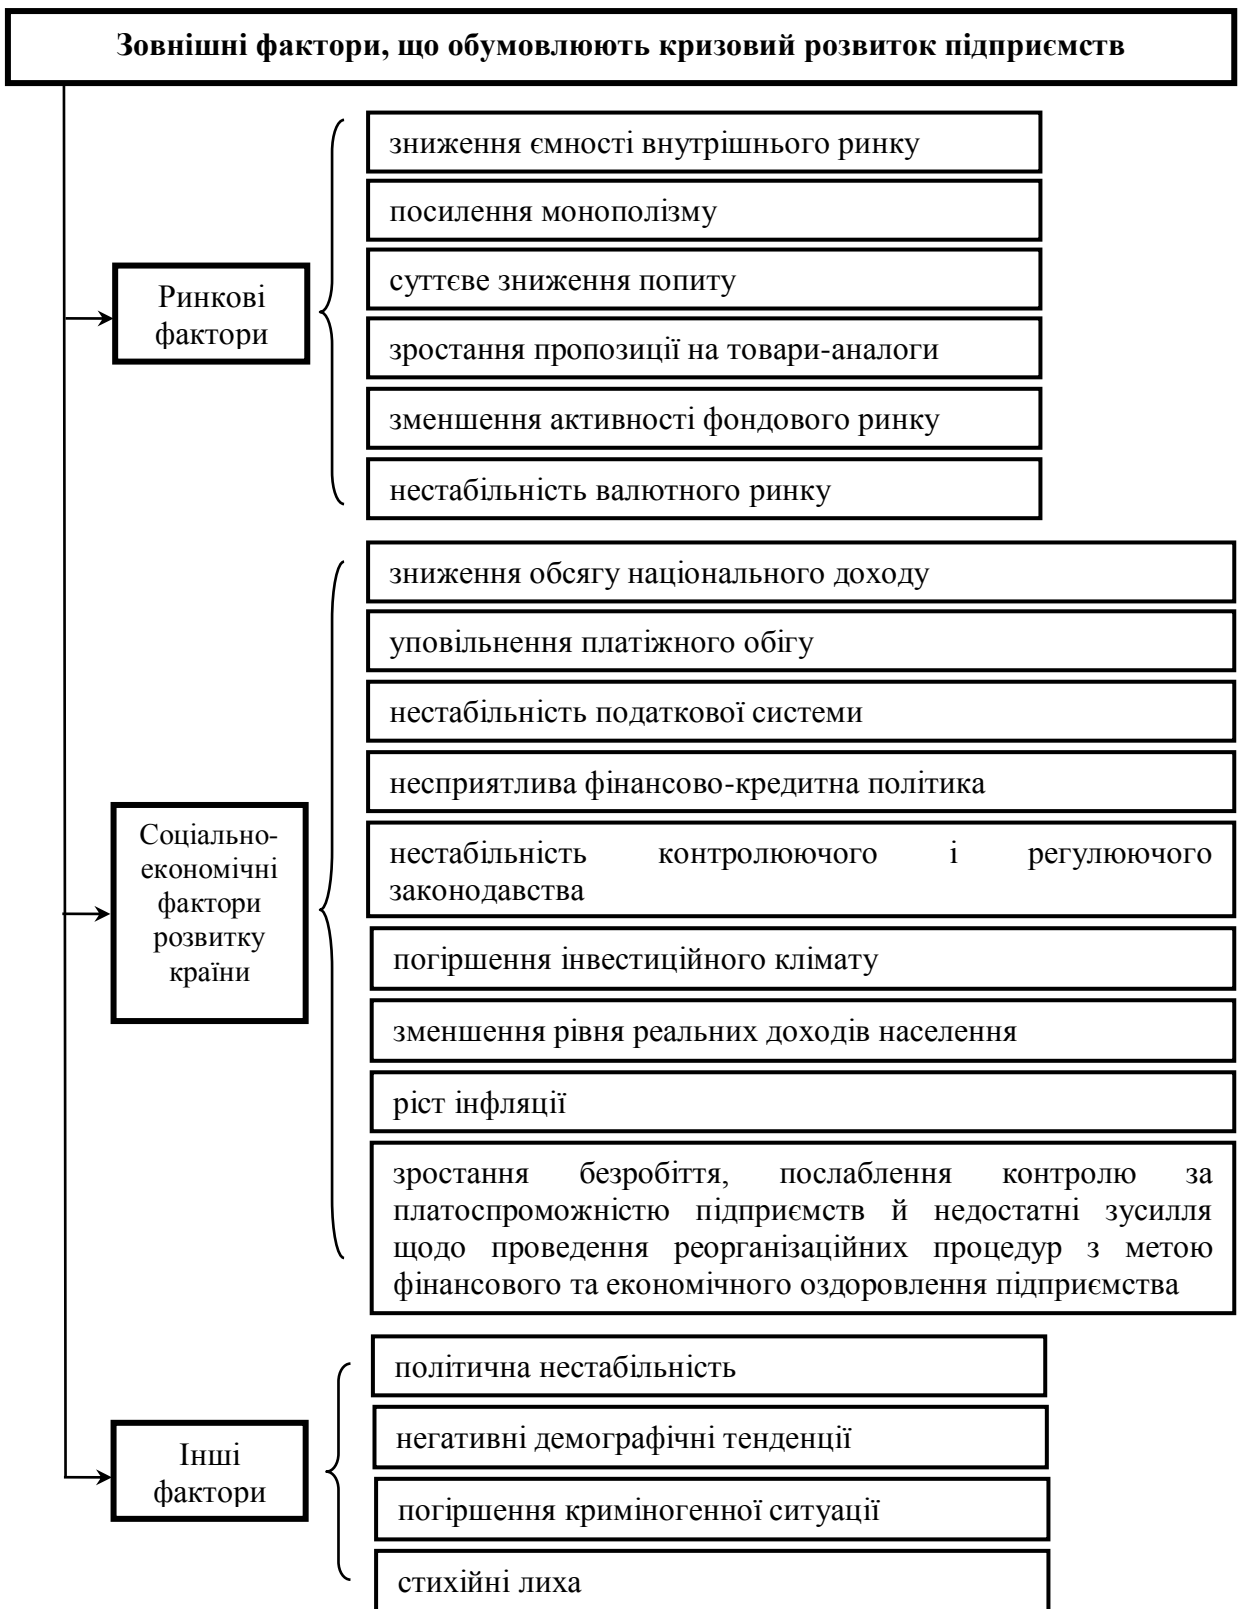 Зовнішні фактори, що обумовлюють кризовий розвиток підприємств
Ринкові
фактори
зниження ємності внутрішнього ринку
посилення монополізму
суттєве зниження попиту
зростання пропозиції на товари-аналоги
зменшення активності фондового ринку
нестабільність валютного ринку
Соціально-
економічні
фактори
розвитку
країни
зниження обсягу національного доходу
уповільнення платіжного обігу
нестабільність податкової системи
несприятлива фінансово-кредитна політика
нестабільність контролюючого і регулюючого
законодавства
погіршення інвестиційного клімату
зменшення рівня реальних доходів населення
ріст інфляції
зростання безробіття, послаблення контролю за
платоспроможністю підприємств й недостатні зусилля
щодо проведення реорганізаційних процедур з метою
фінансового та економічного оздоровлення підприємства
Інші
фактори
політична нестабільність
негативні демографічні тенденції
погіршення криміногенної ситуації
стихійні лиха